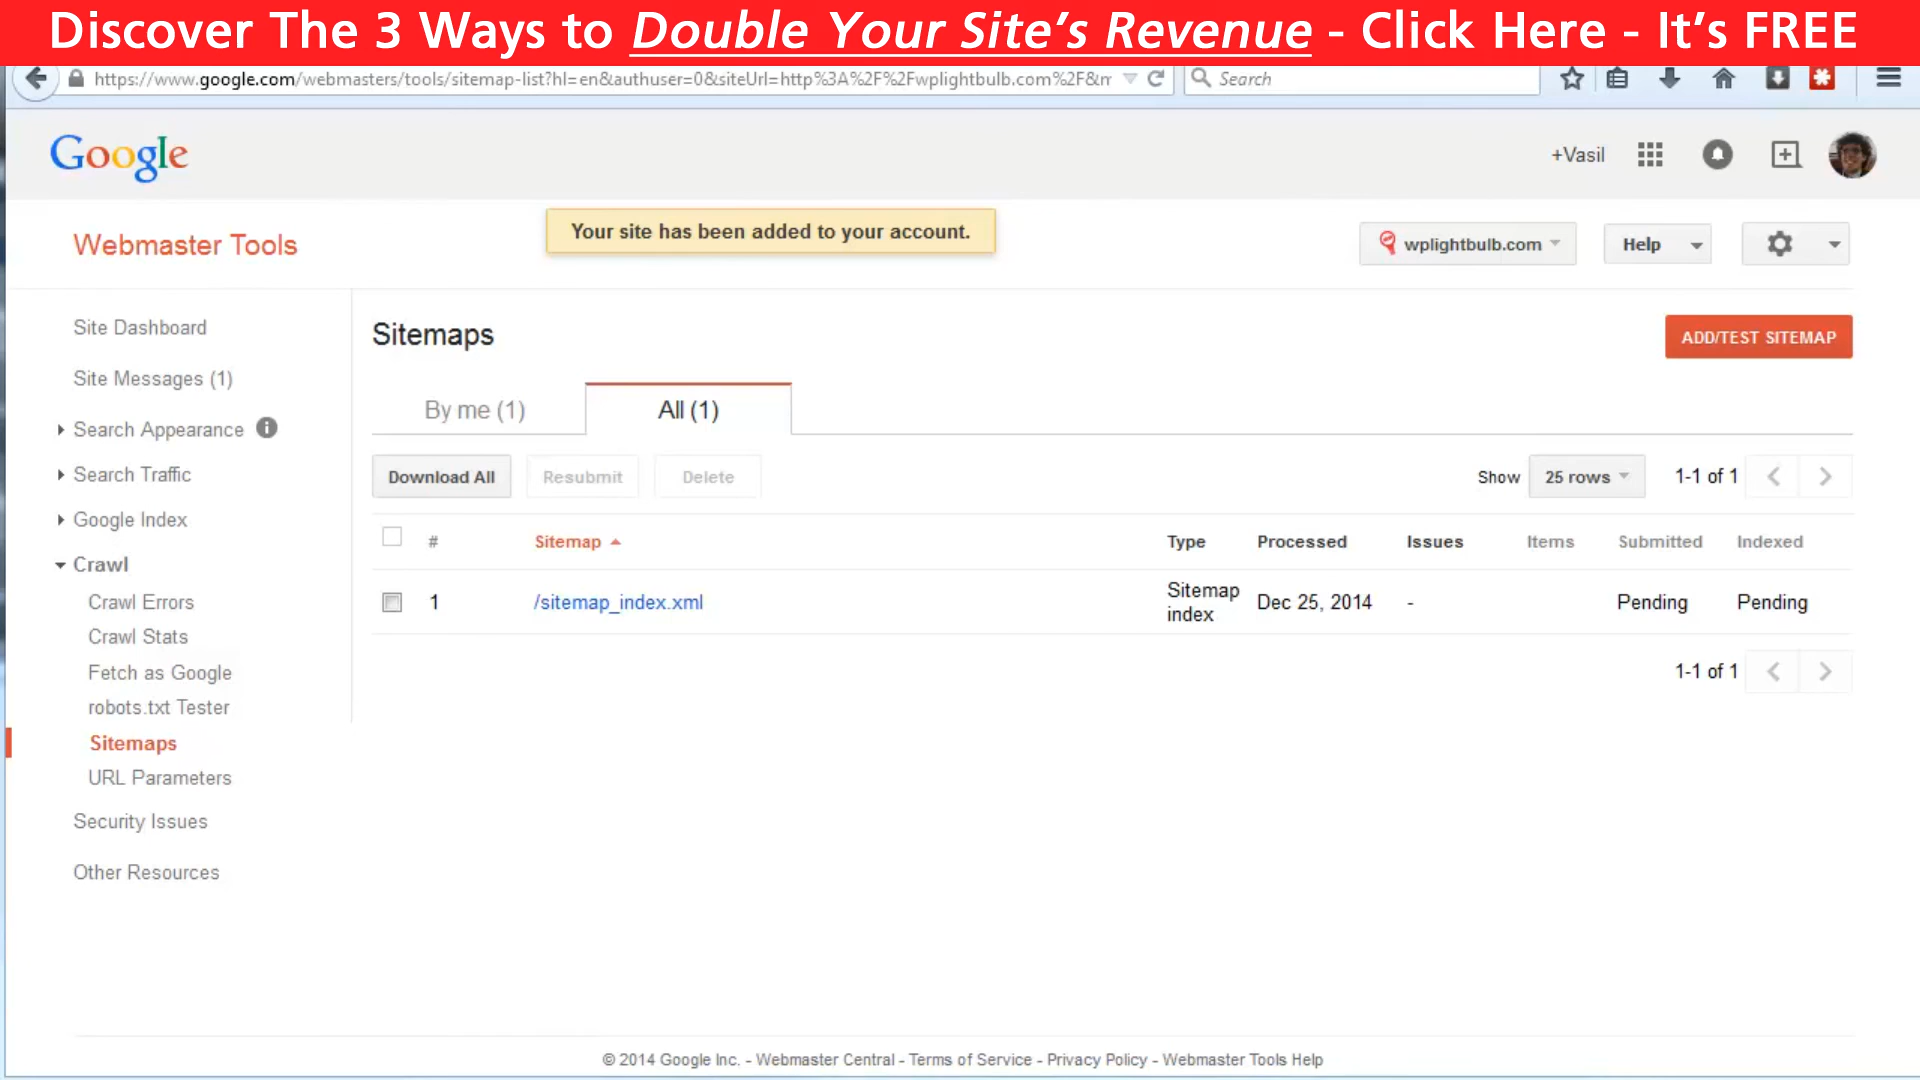 Discover The 3 Ways to Double Your Site's Revenue - Click Here - It's FREE
https://www.google.com/webmasters/tools/sitemap-list?hl=en&authuser=0&siteUrl=http%3A%2F%2Fwplightbulb.com%2F&m
Search
Google
+Vasil
Webmaster Tools
Your site has been added to your account.
wplightbulb.com
Help
Site Dashboard
Site Messages (1)
Search Appearance
Search Traffic
Google Index
Crawl
Crawl Errors
Crawl Stats
Fetch as Google
robots.txt Tester
Sitemaps
URL Parameters
Security Issues
Other Resources
Sitemaps
ADD/TEST SITEMAP
By me (1)
All (1)
Download All
Resubmit
Delete
Show
25 rows
1-1 of 1
# Sitemap Type Processed Issues Items Submitted Indexed
1 /sitemap_index.xml Sitemap index Dec 25, 2014 - Pending Pending
1-1 of 1
© 2014 Google Inc. - Webmaster Central - Terms of Service - Privacy Policy - Webmaster Tools Help